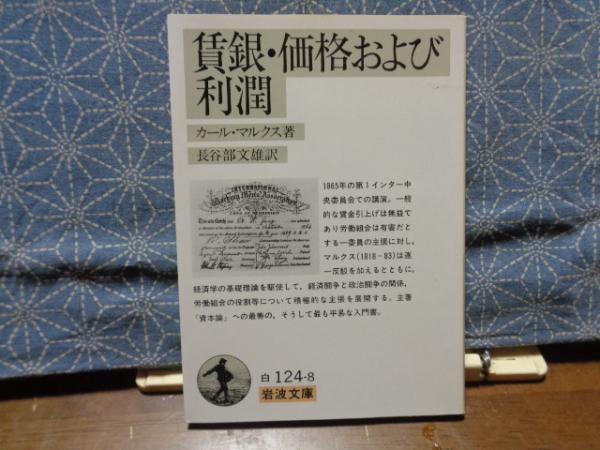 賃銀・価格および
利潤
カール・マルクス著
長谷部文雄訳
INTERNATIONAL
Working Men's Association
1865年の第1インター中
央委員会での講演。一般
的な賃金引上げは無益で
あり労働組合は有害だと
する一委員の主張に対し,
マルクス(1818-83)は逐
一反駁を加えるとともに,
経済学の基礎理論を駆使して,経済闘争と政治闘争の関係,
労働組合の役割等について積極的な主張を展開する。主著
「資本論」への最善の,そうして最も平易な入門書。
白 124-8
岩波文庫